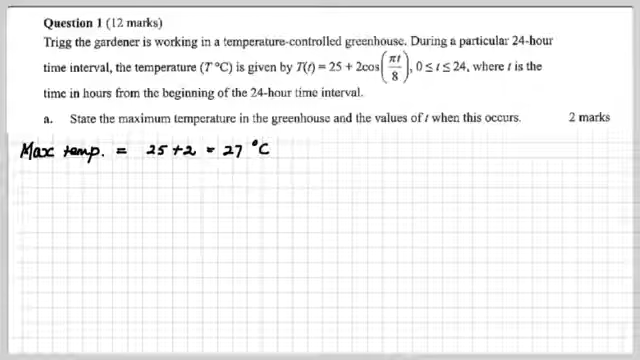 Question 1 (12 marks)
Trigg the gardener is working in a temperature-controlled greenhouse. During a particular 24-hour
time interval, the temperature (T °C) is given by T(t) = 25 + 2cos(πt/8), 0 ≤ t ≤ 24, where t is the
time in hours from the beginning of the 24-hour time interval.
a. State the maximum temperature in the greenhouse and the values of t when this occurs. 2 marks
Max temp. = 25 + 2 = 27 °C